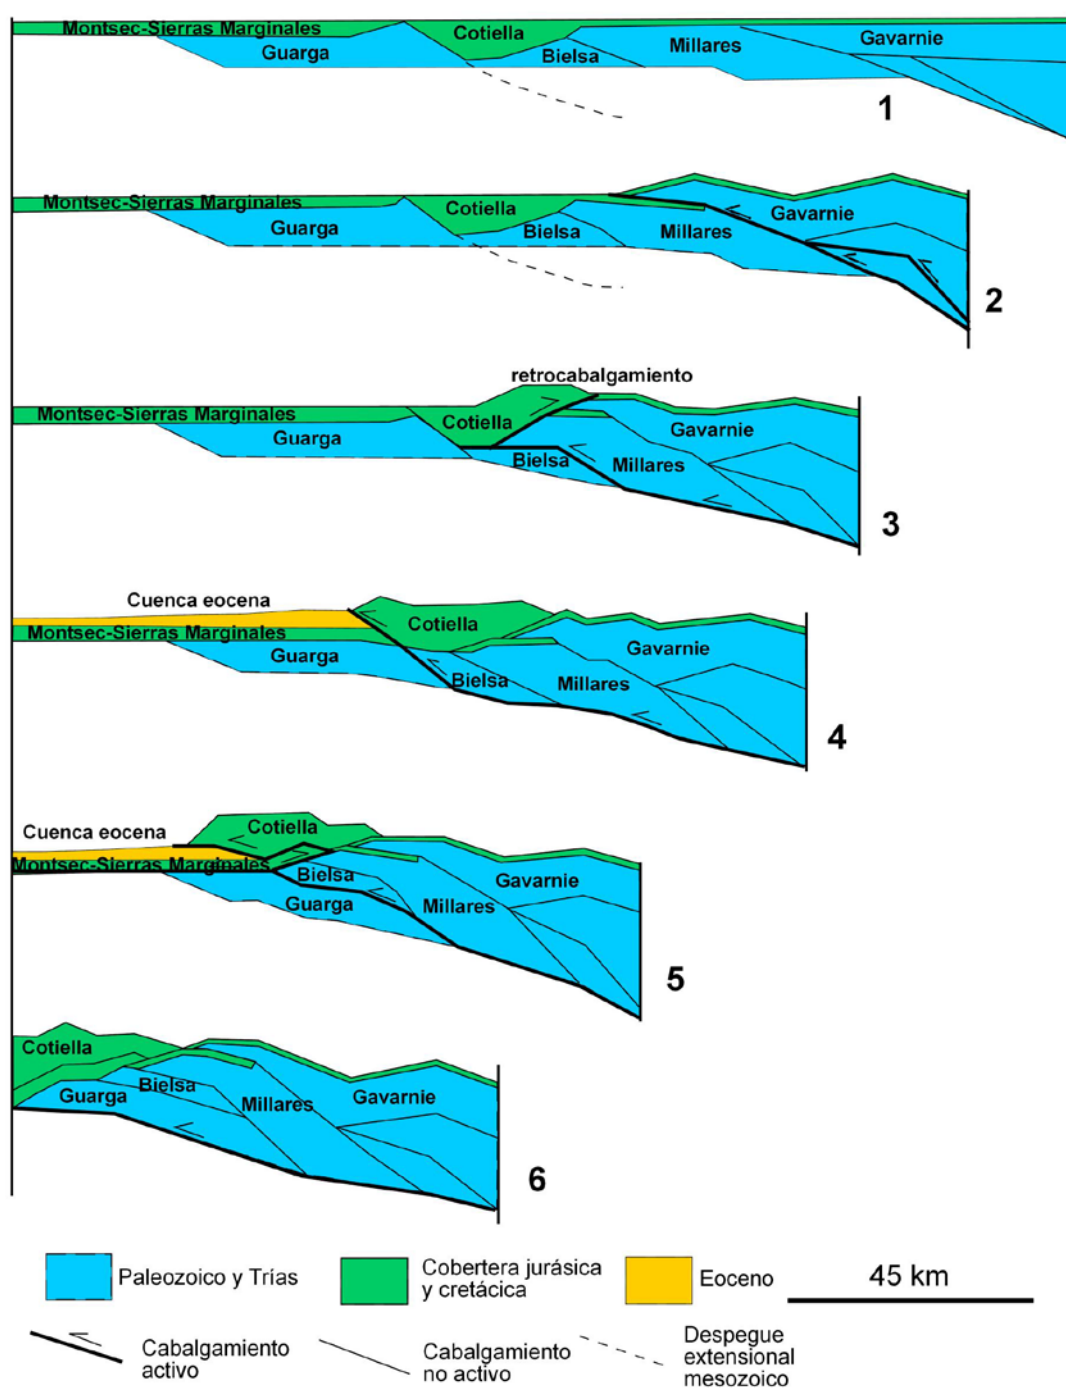 Montsec-Sierras Marginales
Cotiella
Guarga
Bielsa
Millares
Gavarnie
1
Montsec-Sierras Marginales
Cotiella
Guarga
Bielsa
Millares
Gavarnie
2
retrocabalgamiento
Montsec-Sierras Marginales
Cotiella
Guarga
Bielsa
Millares
Gavarnie
3
Cuenca eocena
Montsec-Sierras Marginales
Cotiella
Guarga
Bielsa
Millares
Gavarnie
4
Cuenca eocena
Cotiella
Montsec-Sierras Marginales
Bielsa
Guarga
Millares
Gavarnie
5
Cotiella
Guarga
Bielsa
Millares
Gavarnie
6
Paleozoico y Trías
Cobertera jurásica
y cretácica
Eoceno
45 km
Cabalgamiento
activo
Cabalgamiento
no activo
Despegue
extensional
mesozoico